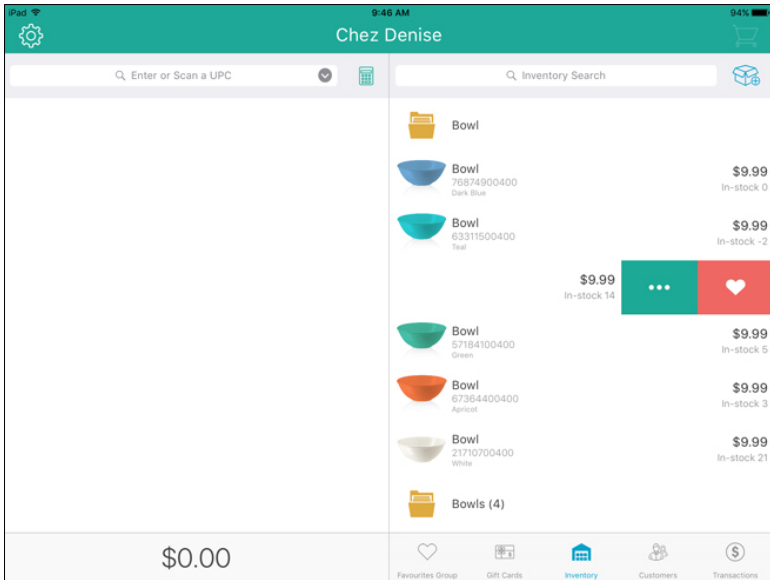 iPad 9:46 AM 94%
Chez Denise
Enter or Scan a UPC
Inventory Search
Bowl
Bowl
76874900400
Dark Blue
$9.99
In-stock 0
Bowl
63311500400
Teal
$9.99
In-stock -2
$9.99
In-stock 14
Bowl
57184100400
Green
$9.99
In-stock 5
Bowl
67364400400
Apricot
$9.99
In-stock 3
Bowl
21710700400
White
$9.99
In-stock 21
Bowls (4)
$0.00
Favourites Group
Gift Cards
Inventory
Customers
Transactions